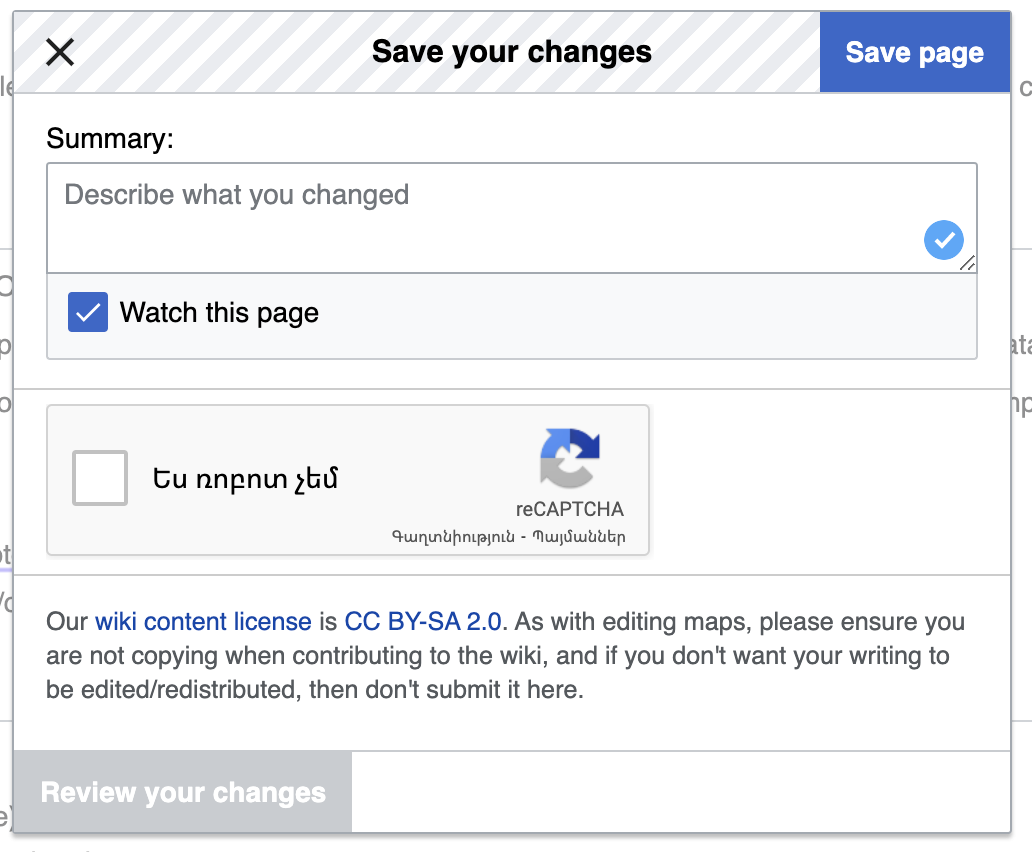 Save your changes
Save page
Summary:
Describe what you changed
Watch this page
Ես ռոբոտ չեմ
reCAPTCHA
Գաղտնիություն - Պայմաններ
Our wiki content license is CC BY-SA 2.0. As with editing maps, please ensure you
are not copying when contributing to the wiki, and if you don't want your writing to
be edited/redistributed, then don't submit it here.
Review your changes